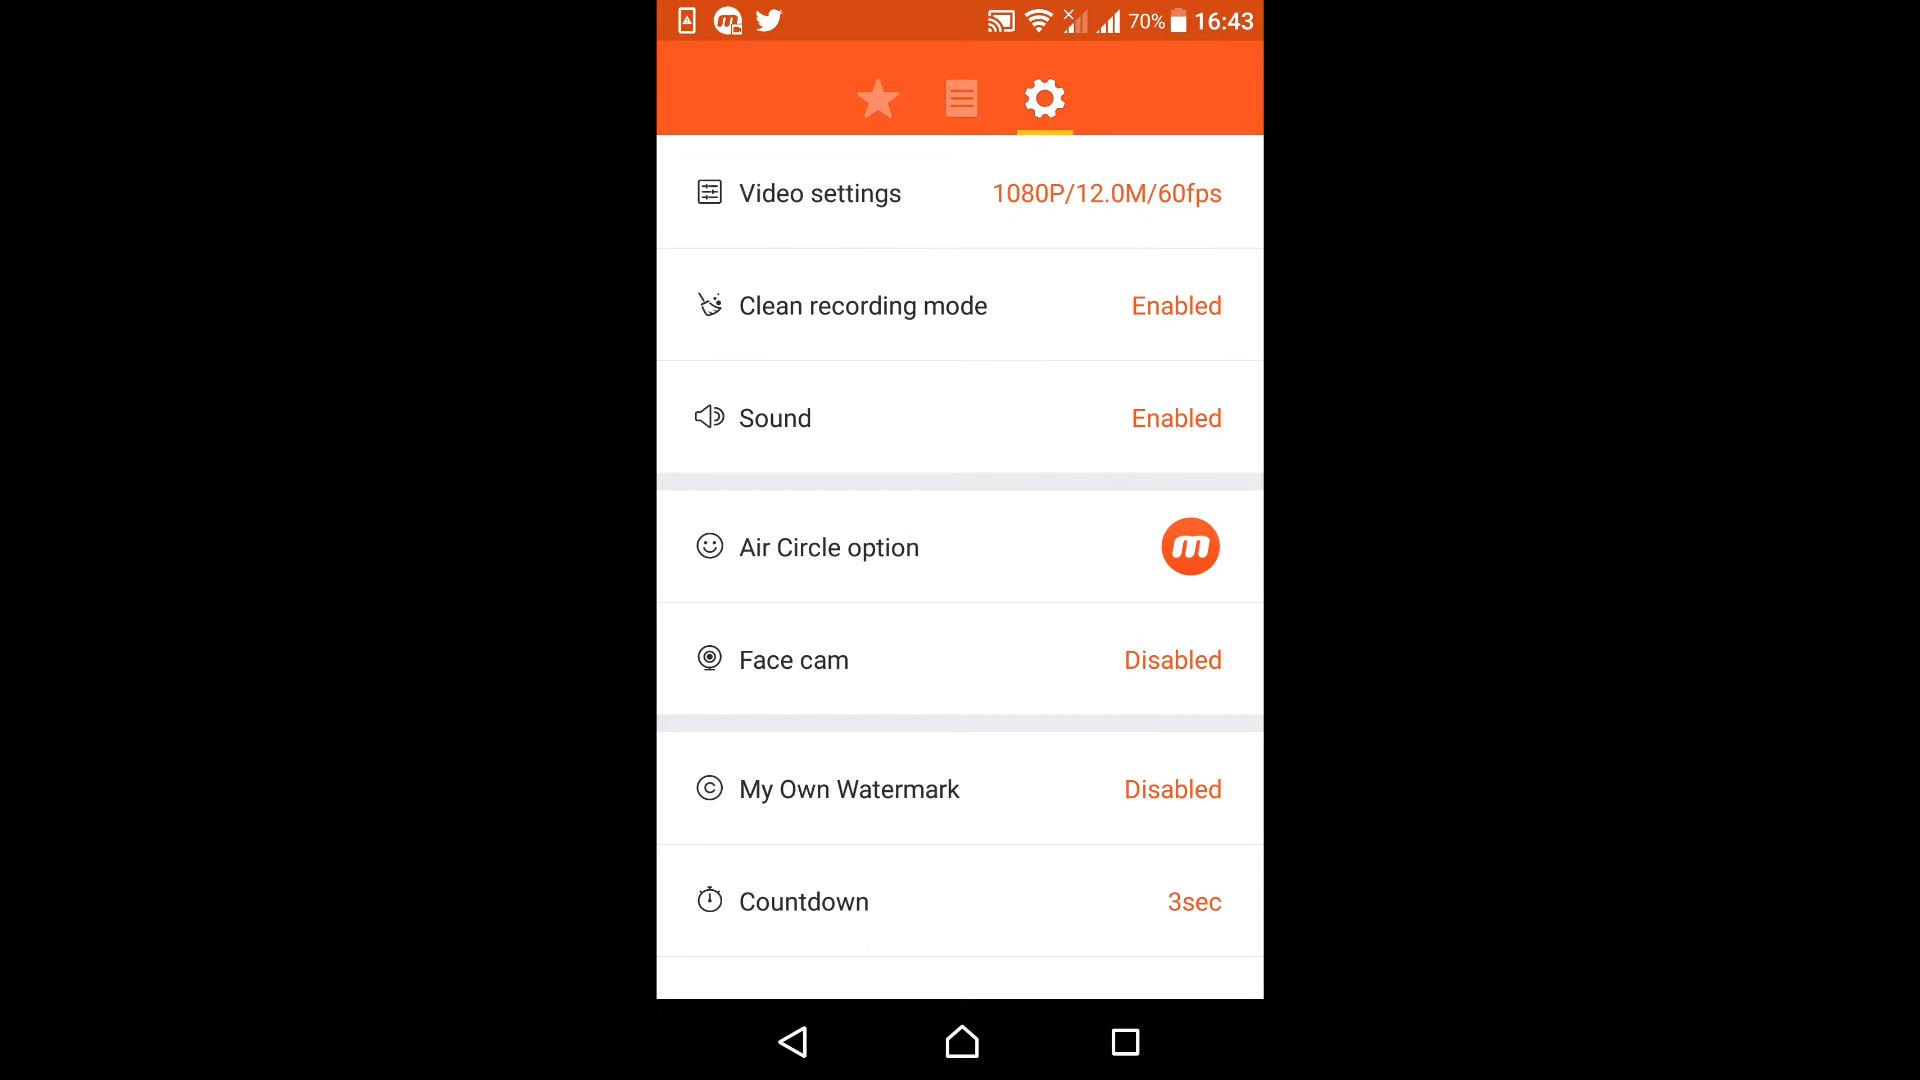 70% 16:43
Video settings 1080P/12.0M/60fps
Clean recording mode Enabled
Sound Enabled
Air Circle option m
Face cam Disabled
My Own Watermark Disabled
Countdown 3sec